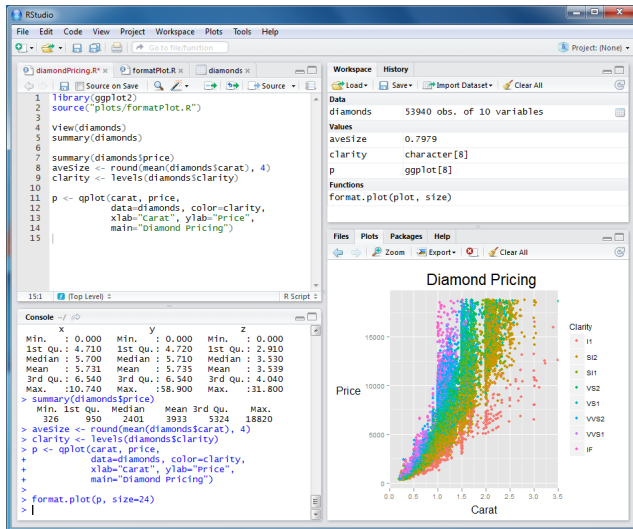 RStudio
File Edit Code View Project Workspace Plots Tools Help
Go to file/function
Project: (None)
diamondPricing.R* × formatPlot.R × diamonds ×
Source on Save Source
1 library(ggplot2)
2 source("plots/formatPlot.R")
3
4 View(diamonds)
5 summary(diamonds)
6
7 summary(diamonds$price)
8 aveSize <- round(mean(diamonds$carat), 4)
9 clarity <- levels(diamonds$clarity)
10
11 p <- qplot(carat, price,
12 data=diamonds, color=clarity,
13 xlab="Carat", ylab="Price",
14 main="Diamond Pricing")
15
15:1 (Top Level) R Script
Console ~/
x y z
Min. : 0.000 Min. : 0.000 Min. : 0.000
1st Qu.: 4.710 1st Qu.: 4.720 1st Qu.: 2.910
Median : 5.700 Median : 5.710 Median : 3.530
Mean : 5.731 Mean : 5.735 Mean : 3.539
3rd Qu.: 6.540 3rd Qu.: 6.540 3rd Qu.: 4.040
Max. :10.740 Max. :58.900 Max. :31.800
> summary(diamonds$price)
Min. 1st Qu. Median Mean 3rd Qu. Max.
326 950 2401 3933 5324 18820
> aveSize <- round(mean(diamonds$carat), 4)
> clarity <- levels(diamonds$clarity)
> p <- qplot(carat, price,
+ data=diamonds, color=clarity,
+ xlab="Carat", ylab="Price",
+ main="Diamond Pricing")
>
> format.plot(p, size=24)
>
Workspace History
Load Save Import Dataset Clear All
Data
diamonds 53940 obs. of 10 variables
Values
aveSize 0.7979
clarity character[8]
p ggplot[8]
Functions
format.plot(plot, size)
Files Plots Packages Help
Zoom Export Clear All
Diamond Pricing
Price
15000
10000
5000
0
0.0 0.5 1.0 1.5 2.0 2.5 3.0 3.5
Carat
Clarity
I1
SI2
SI1
VS2
VS1
VVS2
VVS1
IF